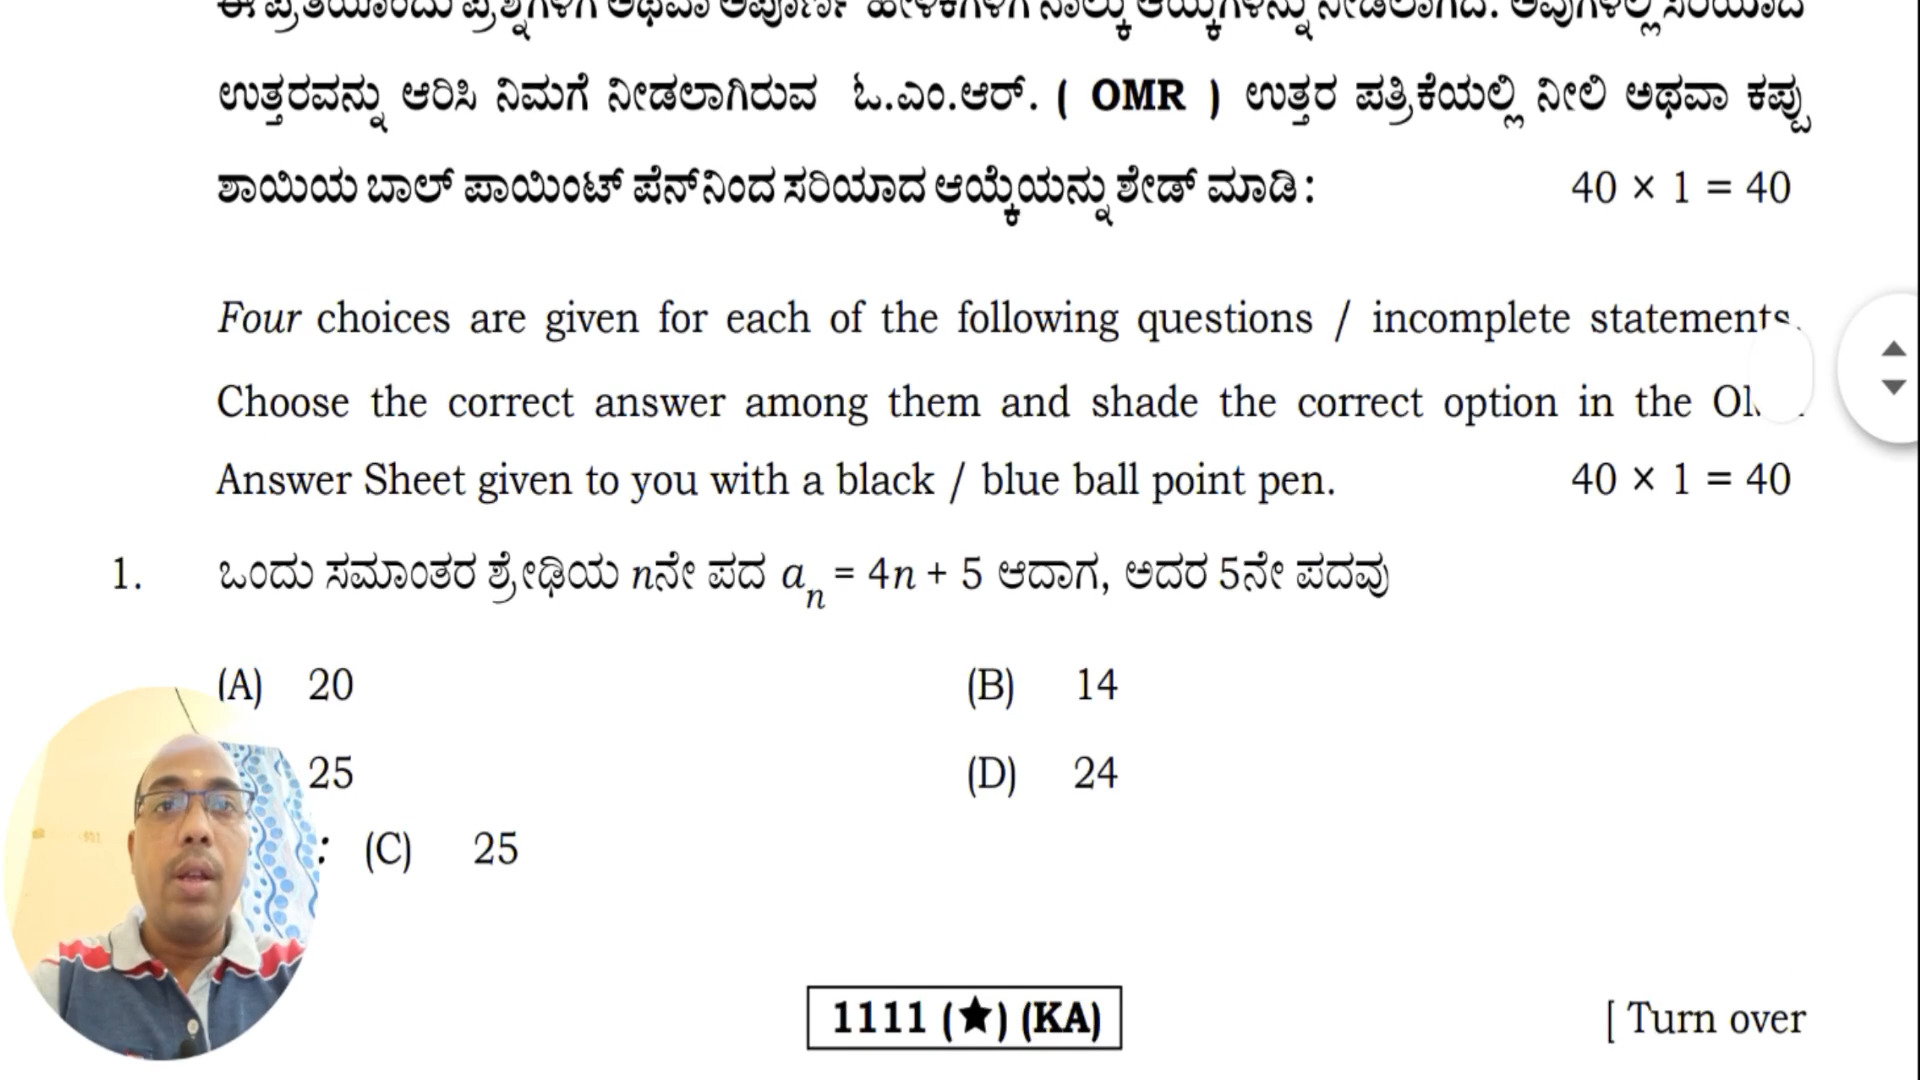 ಉತ್ತರವನ್ನು ಆರಿಸಿ ನಿಮಗೆ ನೀಡಲಾಗಿರುವ ಓ.ಎಂ.ಆರ್. ( OMR ) ಉತ್ತರ ಪತ್ರಿಕೆಯಲ್ಲಿ ನೀಲಿ ಅಥವಾ ಕಪ್ಪು
ಶಾಯಿಯ ಬಾಲ್ ಪಾಯಿಂಟ್ ಪೆನ್‌ನಿಂದ ಸರಿಯಾದ ಆಯ್ಕೆಯನ್ನು ಶೇಡ್ ಮಾಡಿ : 40 × 1 = 40
Four choices are given for each of the following questions / incomplete statements.
Choose the correct answer among them and shade the correct option in the
Answer Sheet given to you with a black / blue ball point pen. 40 × 1 = 40
1. ಒಂದು ಸಮಾಂತರ ಶ್ರೇಢಿಯ nನೇ ಪದ aₙ = 4n + 5 ಆದಾಗ, ಅದರ 5ನೇ ಪದವು
(A) 20 (B) 14
25 (D) 24
: (C) 25
1111 (★) (KA) [ Turn over